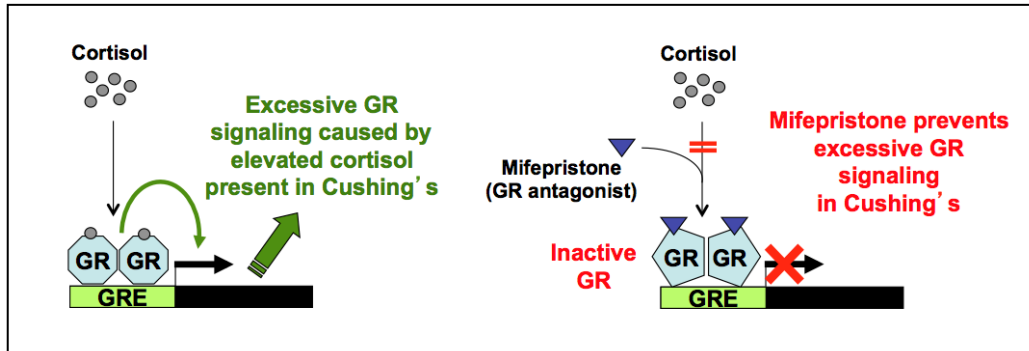 Cortisol
Excessive GR
signaling caused by
elevated cortisol
present in Cushing's
GR
GR
GRE
Cortisol
Mifepristone
(GR antagonist)
Mifepristone prevents
excessive GR
signaling
in Cushing's
Inactive
GR
GR
GR
GRE